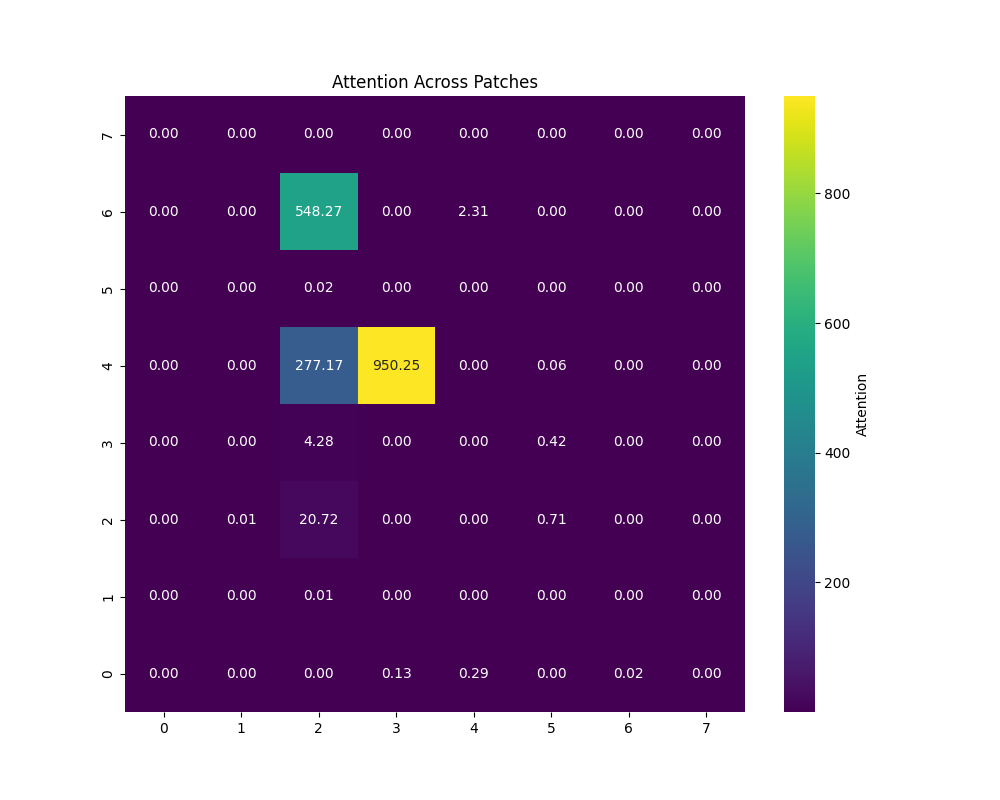 Attention Across Patches
7 0.00 0.00 0.00 0.00 0.00 0.00 0.00 0.00
6 0.00 0.00 548.27 0.00 2.31 0.00 0.00 0.00
5 0.00 0.00 0.02 0.00 0.00 0.00 0.00 0.00
4 0.00 0.00 277.17 950.25 0.00 0.06 0.00 0.00
3 0.00 0.00 4.28 0.00 0.00 0.42 0.00 0.00
2 0.00 0.01 20.72 0.00 0.00 0.71 0.00 0.00
1 0.00 0.00 0.01 0.00 0.00 0.00 0.00 0.00
0 0.00 0.00 0.00 0.13 0.29 0.00 0.02 0.00
0 1 2 3 4 5 6 7
800
600
400
200
Attention